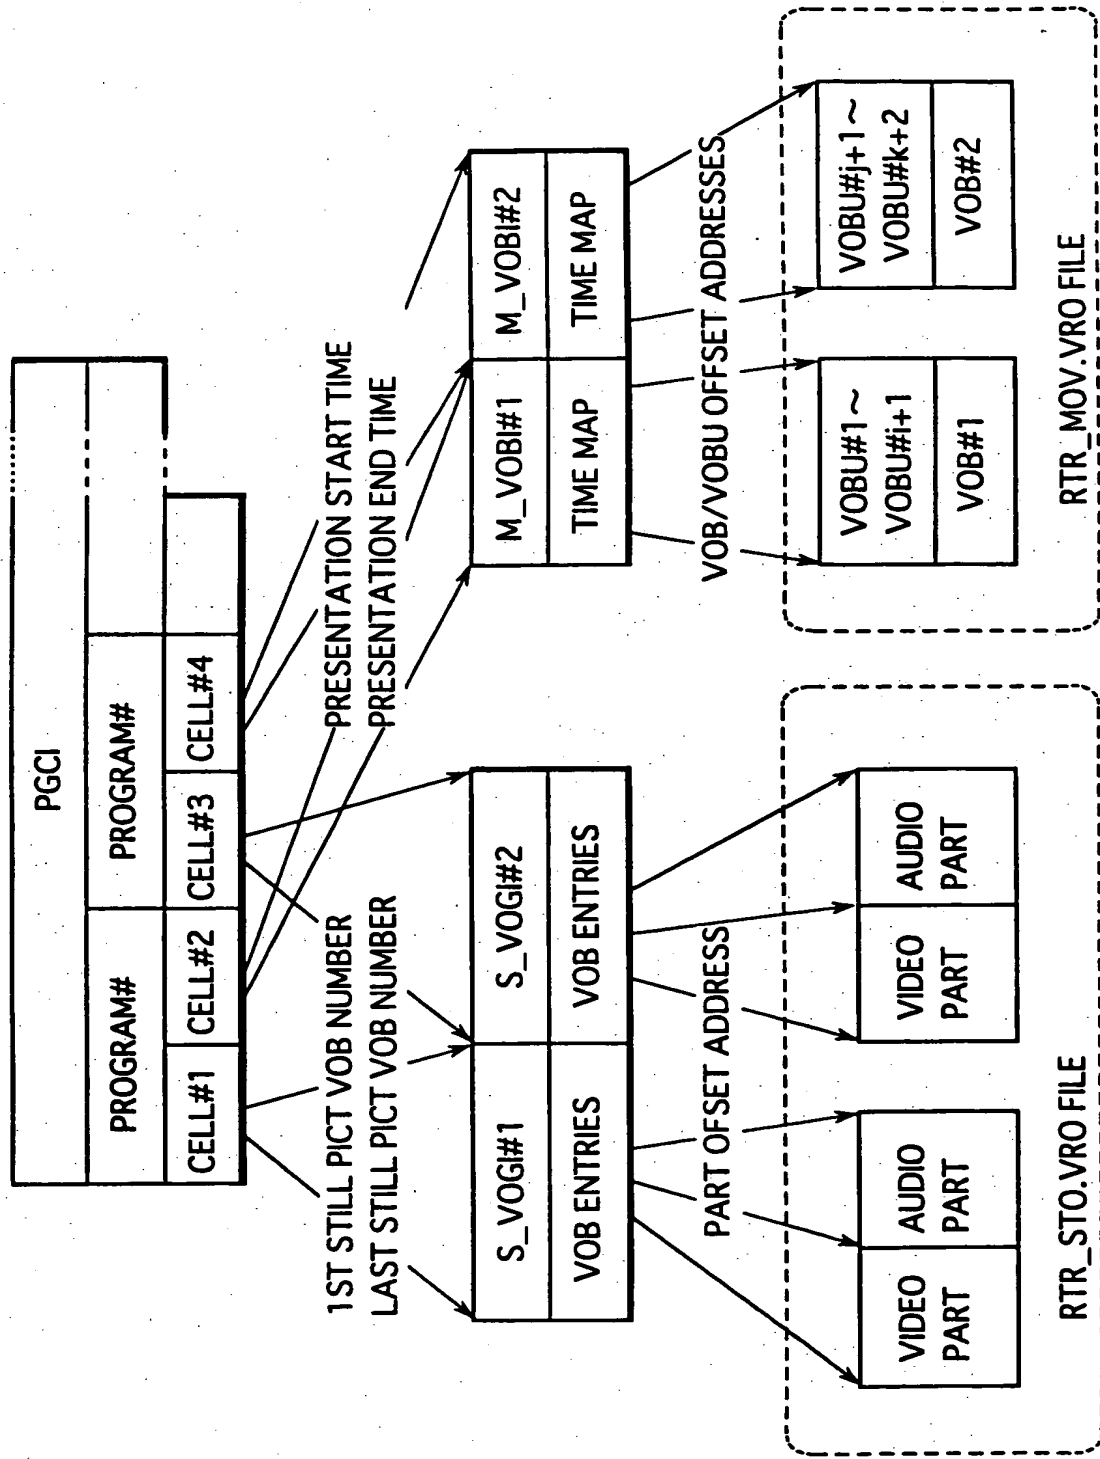 PGCI
PROGRAM#
PROGRAM#
CELL#1
CELL#2
CELL#3
CELL#4
1ST STILL PICT VOB NUMBER
LAST STILL PICT VOB NUMBER
PRESENTATION START TIME
PRESENTATION END TIME
S_VOGI#1
S_VOGI#2
VOB ENTRIES
VOB ENTRIES
M_VOBI#1
M_VOBI#2
TIME MAP
TIME MAP
PART OFFSET ADDRESS
VOB/VOBU OFFSET ADDRESSES
VIDEO
PART
AUDIO
PART
VIDEO
PART
AUDIO
PART
RTR_STO.VRO FILE
VOBU#1~
VOBU#i+1
VOB#1
VOBU#j+1~
VOBU#k+2
VOB#2
RTR_MOV.VRO FILE